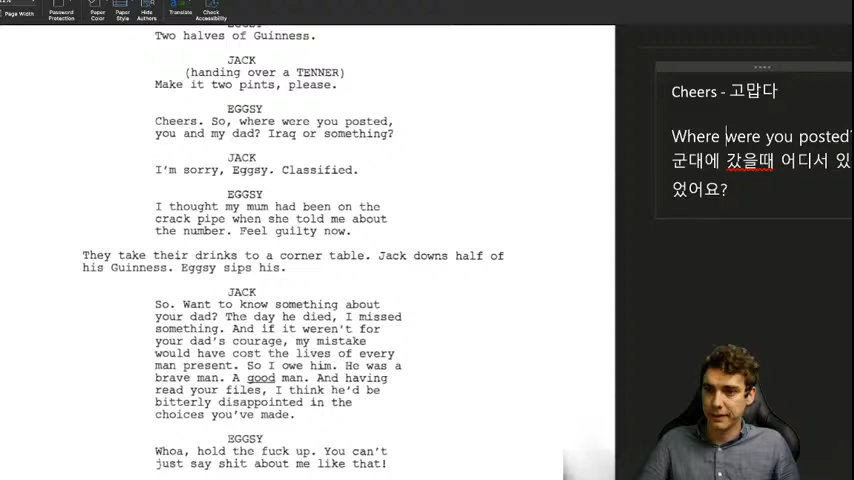 Page Width
Password
Protection
Paper
Color
Paper
Style
Hide
Authors
Translate
Check
Accessibility
EGGSY
Two halves of Guinness.
JACK
(handing over a TENNER)
Make it two pints, please.
EGGSY
Cheers. So, where were you posted,
you and my dad? Iraq or something?
JACK
I'm sorry, Eggsy. Classified.
EGGSY
I thought my mum had been on the
crack pipe when she told me about
the number. Feel guilty now.
They take their drinks to a corner table. Jack downs half of
his Guinness. Eggsy sips his.
JACK
So. Want to know something about
your dad? The day he died, I missed
something. And if it weren't for
your dad's courage, my mistake
would have cost the lives of every
man present. So I owe him. He was a
brave man. A good man. And having
read your files, I think he'd be
bitterly disappointed in the
choices you've made.
EGGSY
Whoa, hold the fuck up. You can't
just say shit about me like that!
Cheers - 고맙다
Where were you posted?
군대에 갔을때 어디서 있
었어요?